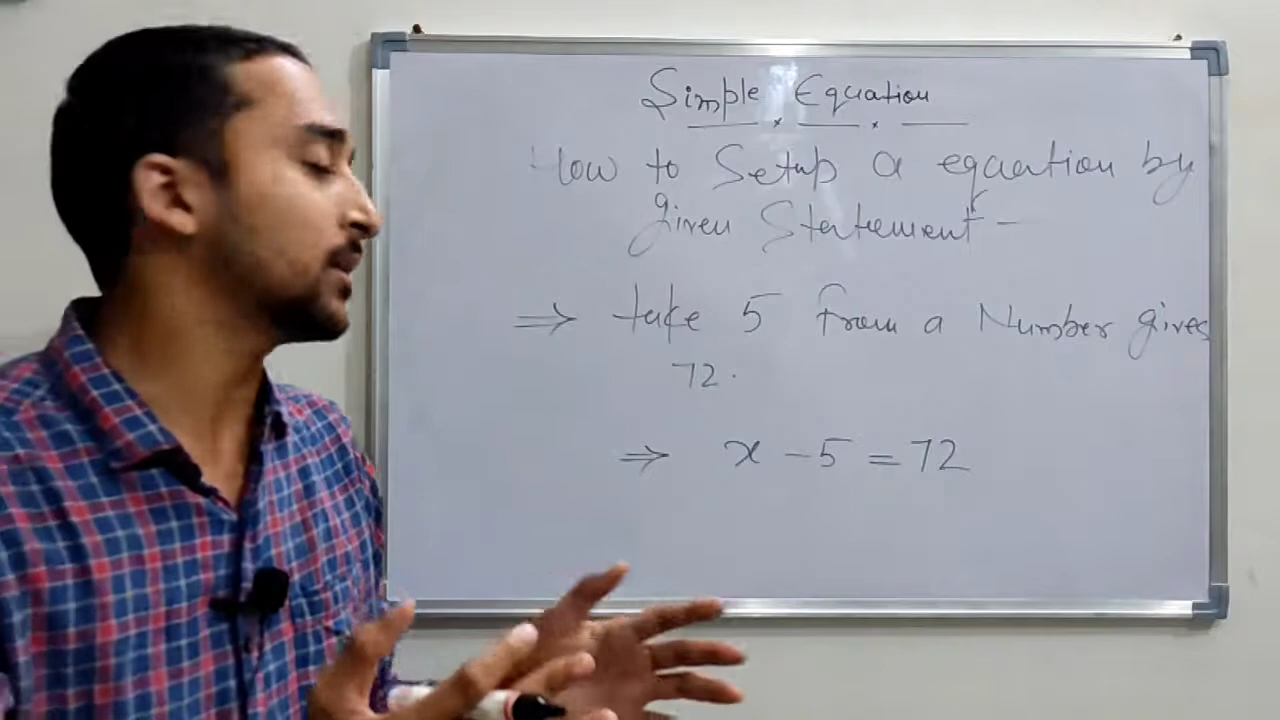 Simple Equation
How to Setup a equation by
given Statement -
⇒ take 5 from a Number gives
72.
⇒ x - 5 = 72